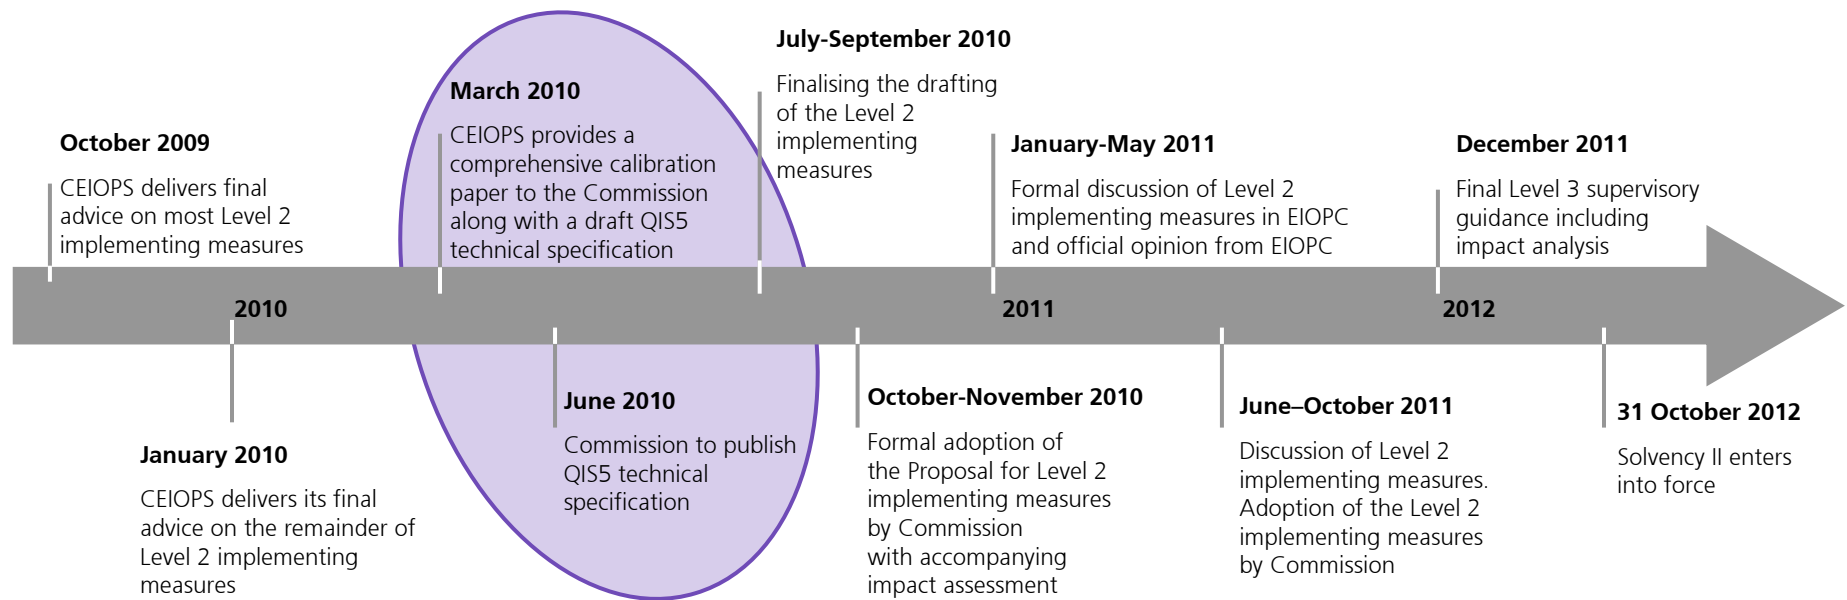 October 2009
CEIOPS delivers final
advice on most Level 2
implementing measures
March 2010
CEIOPS provides a
comprehensive calibration
paper to the Commission
along with a draft QIS5
technical specification
July-September 2010
Finalising the drafting
of the Level 2
implementing
measures
January-May 2011
Formal discussion of Level 2
implementing measures in EIOPC
and official opinion from EIOPC
December 2011
Final Level 3 supervisory
guidance including
impact analysis
2010
2011
2012
January 2010
CEIOPS delivers its final
advice on the remainder of
Level 2 implementing
measures
June 2010
Commission to publish
QIS5 technical
specification
October-November 2010
Formal adoption of
the Proposal for Level 2
implementing measures
by Commission
with accompanying
impact assessment
June–October 2011
Discussion of Level 2
implementing measures.
Adoption of the Level 2
implementing measures
by Commission
31 October 2012
Solvency II enters
into force